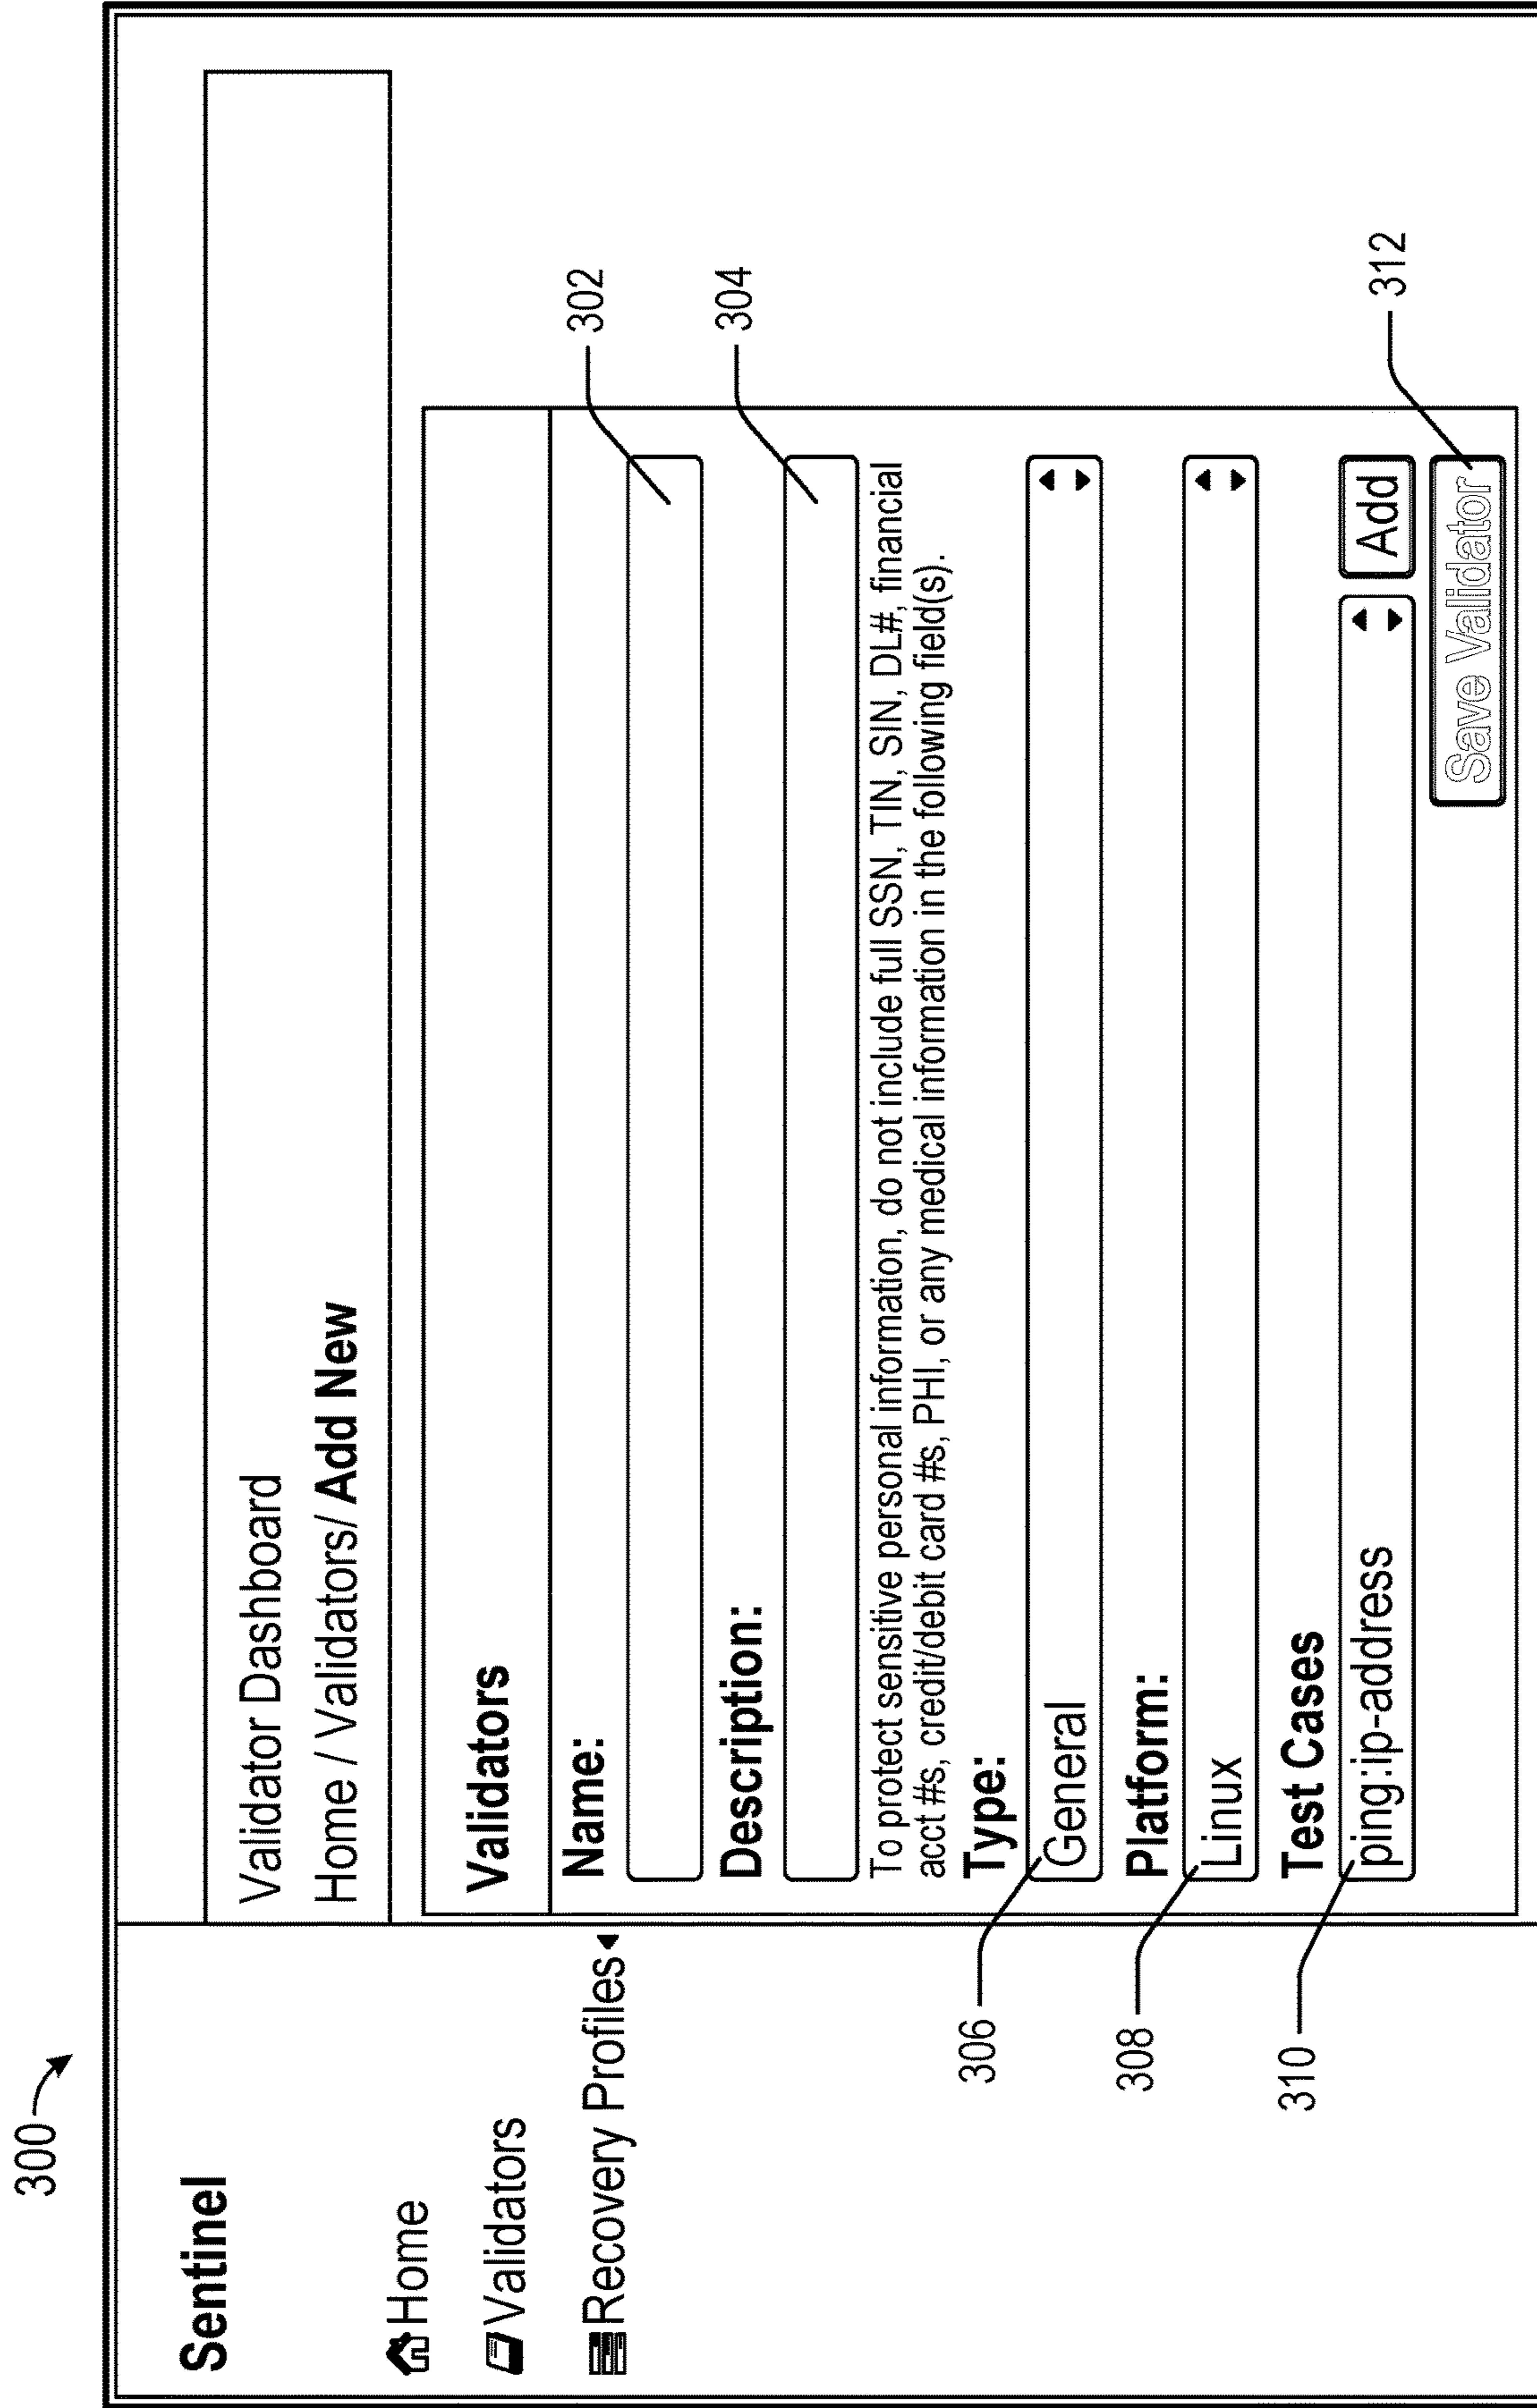 300
Sentinel
Home
Validators
Recovery Profiles
Validator Dashboard
Home / Validators/ Add New
Validators
Name:
302
Description:
304
To protect sensitive personal information, do not include full SSN, TIN, SIN, DL#, financial
acct #s, credit/debit card #s, PHI, or any medical information in the following field(s).
Type:
306
General
Platform:
308
Linux
Test Cases
310
ping:ip-address
Add
Save Validator
312